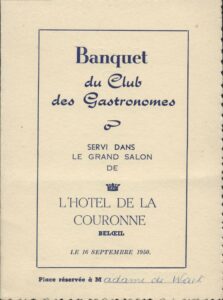 Banquet
du Club
des Gastronomes
SERVI DANS
LE GRAND SALON
DE
L'HOTEL DE LA
COURONNE
BELŒIL
LE 16 SEPTEMBRE 1950.
Place réservée à Madame de